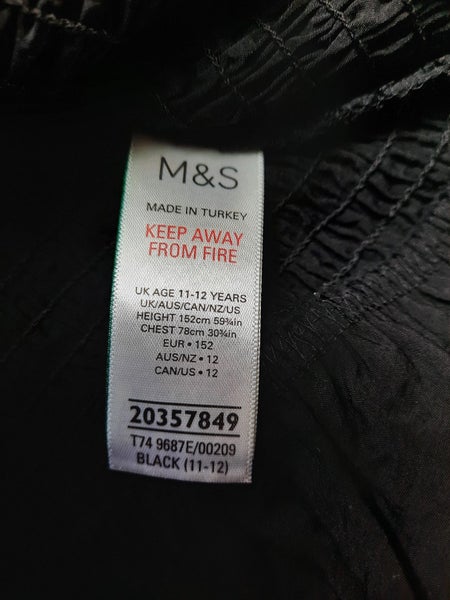 M&S
MADE IN TURKEY
KEEP AWAY
FROM FIRE
UK AGE 11-12 YEARS
UK/AUS/CAN/NZ/US
HEIGHT 152cm 59¾in
CHEST 78cm 30¾in
EUR • 152
AUS/NZ • 12
CAN/US • 12
20357849
T74 9687E/00209
BLACK (11-12)